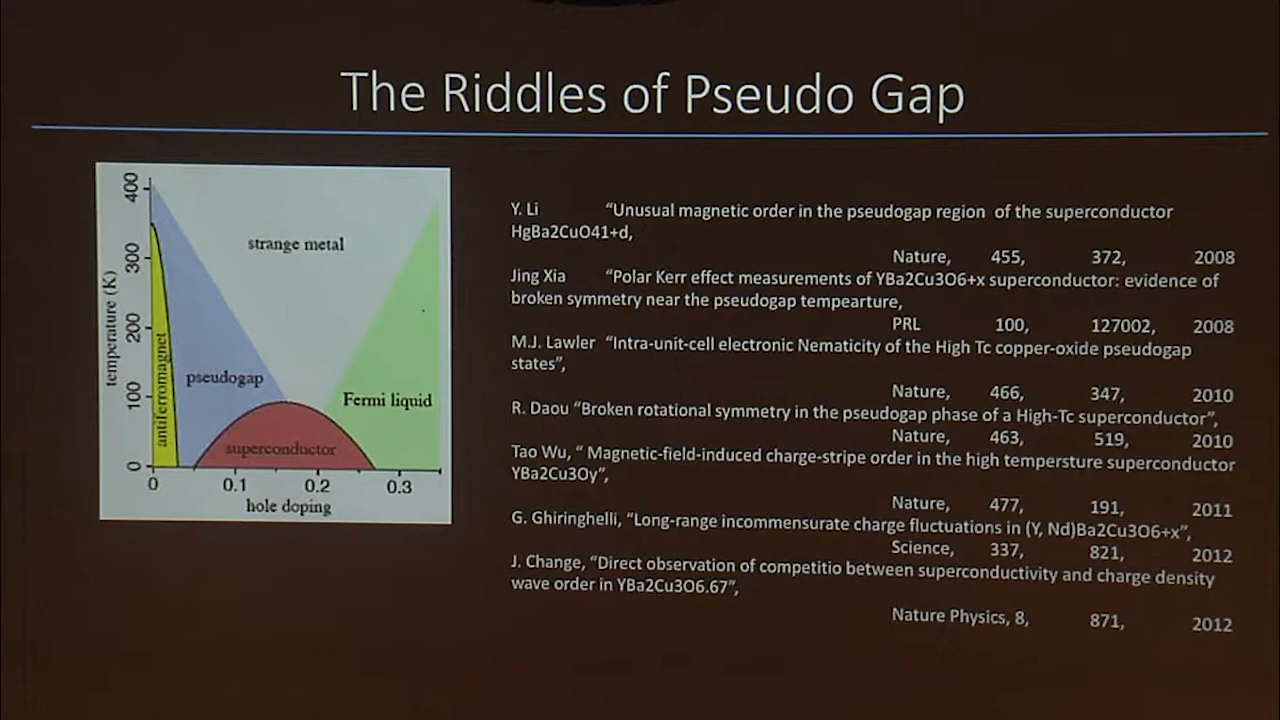 The Riddles of Pseudo Gap
400
300
200
100
0
temperature (K)
antiferromagnet
strange metal
pseudogap
Fermi liquid
superconductor
0 0.1 0.2 0.3
hole doping
Y. Li “Unusual magnetic order in the pseudogap region of the superconductor
HgBa2CuO41+d,
Nature, 455, 372, 2008
Jing Xia “Polar Kerr effect measurements of YBa2Cu3O6+x superconductor: evidence of
broken symmetry near the pseudogap tempearture,
PRL 100, 127002, 2008
M.J. Lawler “Intra-unit-cell electronic Nematicity of the High Tc copper-oxide pseudogap
states”,
Nature, 466, 347, 2010
R. Daou “Broken rotational symmetry in the pseudogap phase of a High-Tc superconductor”,
Nature, 463, 519, 2010
Tao Wu, “ Magnetic-field-induced charge-stripe order in the high tempersture superconductor
YBa2Cu3Oy”,
Nature, 477, 191, 2011
G. Ghiringhelli, “Long-range incommensurate charge fluctuations in (Y, Nd)Ba2Cu3O6+x”,
Science, 337, 821, 2012
J. Change, “Direct observation of competitio between superconductivity and charge density
wave order in YBa2Cu3O6.67”,
Nature Physics, 8, 871, 2012